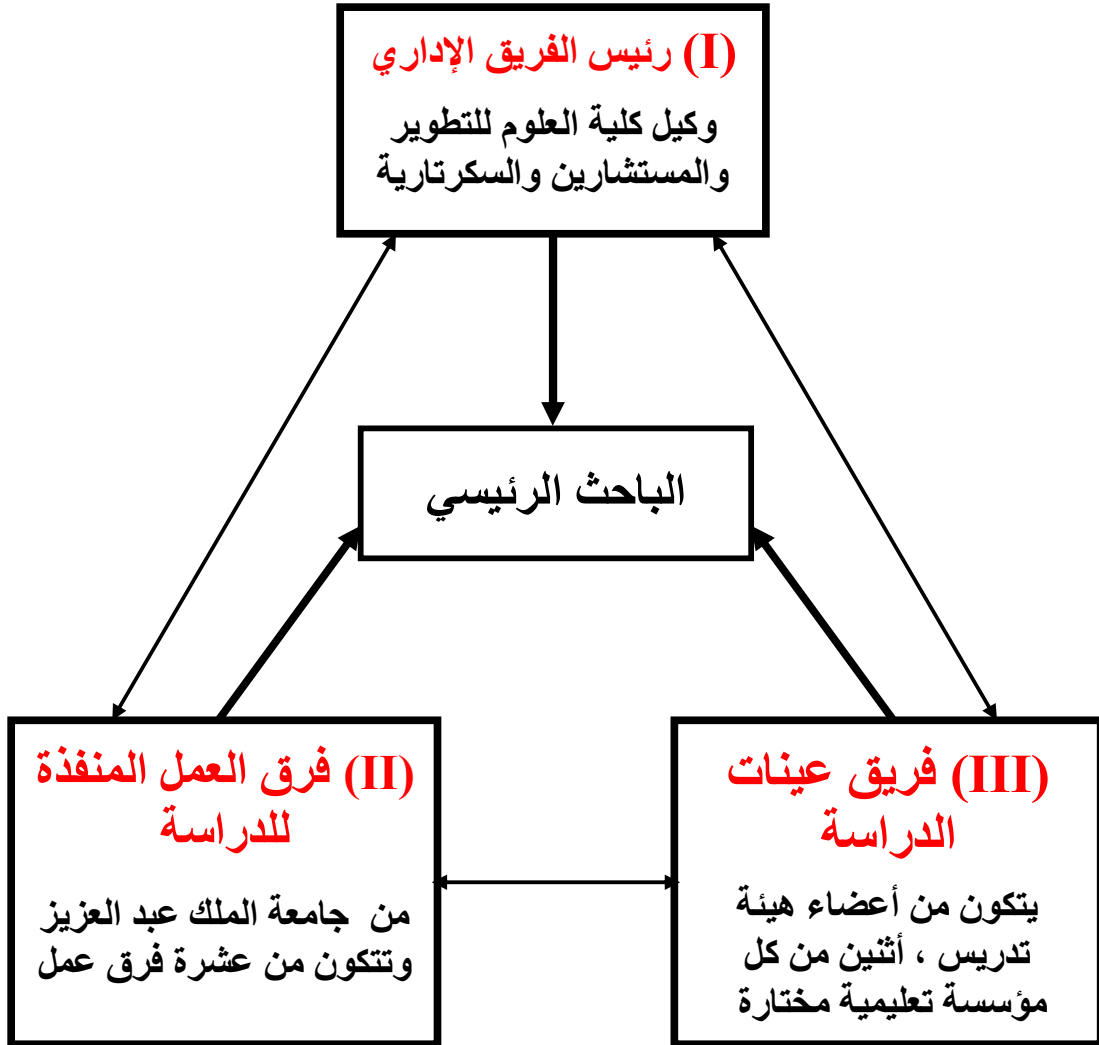 (I) رئيس الفريق الإداري
وكيل كلية العلوم للتطوير
والمستشارين والسكرتارية
الباحث الرئيسي
(II) فرق العمل المنفذة
للدراسة
من جامعة الملك عبد العزيز
وتتكون من عشرة فرق عمل
(III) فريق عينات
الدراسة
يتكون من أعضاء هيئة
تدريس ، أثنين من كل
مؤسسة تعليمية مختارة